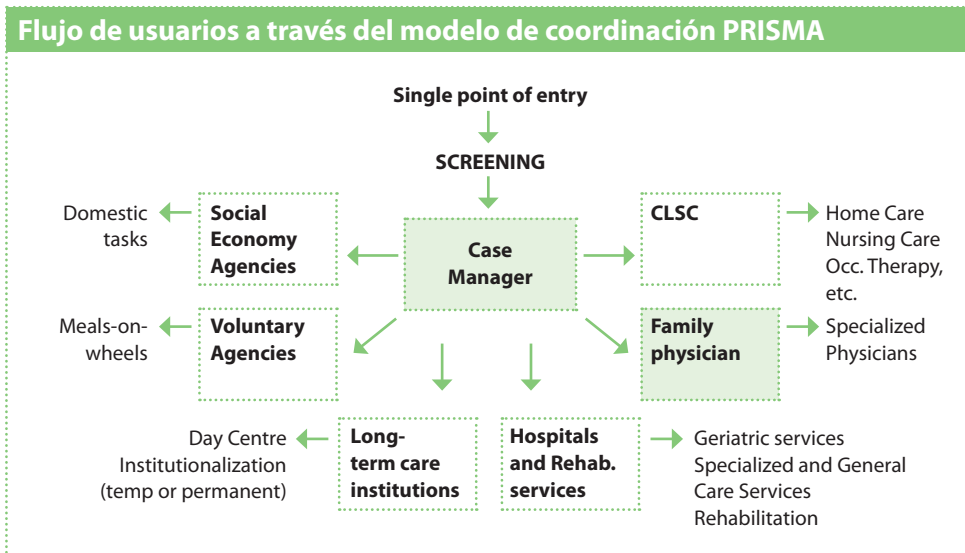 Flujo de usuarios a través del modelo de coordinación PRISMA
Single point of entry
SCREENING
Case
Manager
Domestic
tasks
Social
Economy
Agencies
CLSC
Home Care
Nursing Care
Occ. Therapy,
etc.
Meals-on-
wheels
Voluntary
Agencies
Family
physician
Specialized
Physicians
Day Centre
Institutionalization
(temp or permanent)
Long-
term care
institutions
Hospitals
and Rehab.
services
Geriatric services
Specialized and General
Care Services
Rehabilitation